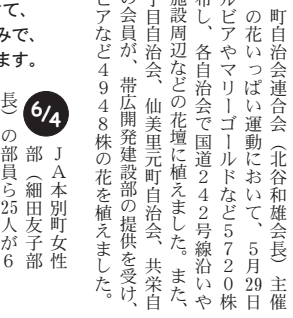 町自治会連合会（北谷和雄会長）主催
の花いっぱい運動において、5月29日
ルビアやマリーゴールドなど5720株
布し、各自治会で国道242号線沿いや
施設周辺などの花壇に植えました。また、
丁目自治会、仙美里元町自治会、共栄自
の会員が、帯広開発建設部の提供を受け、
ピアなど4948株の花を植えました。
て、
みで、
ます。
6/4
JA本別町女性
部（細田友子部
長）の部員ら25人が6